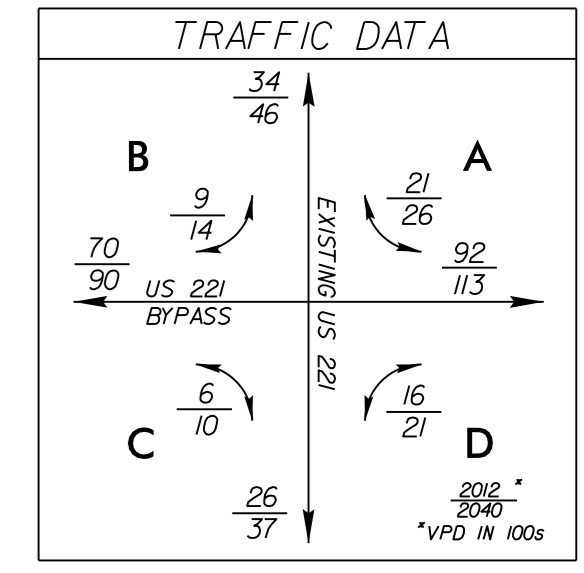 TRAFFIC DATA
34
46
B
A
9
14
21
26
70
90
92
113
EXISTING US 221
US 221
BYPASS
6
10
16
21
C
D
26
37
2012 *
2040
*VPD IN 100s